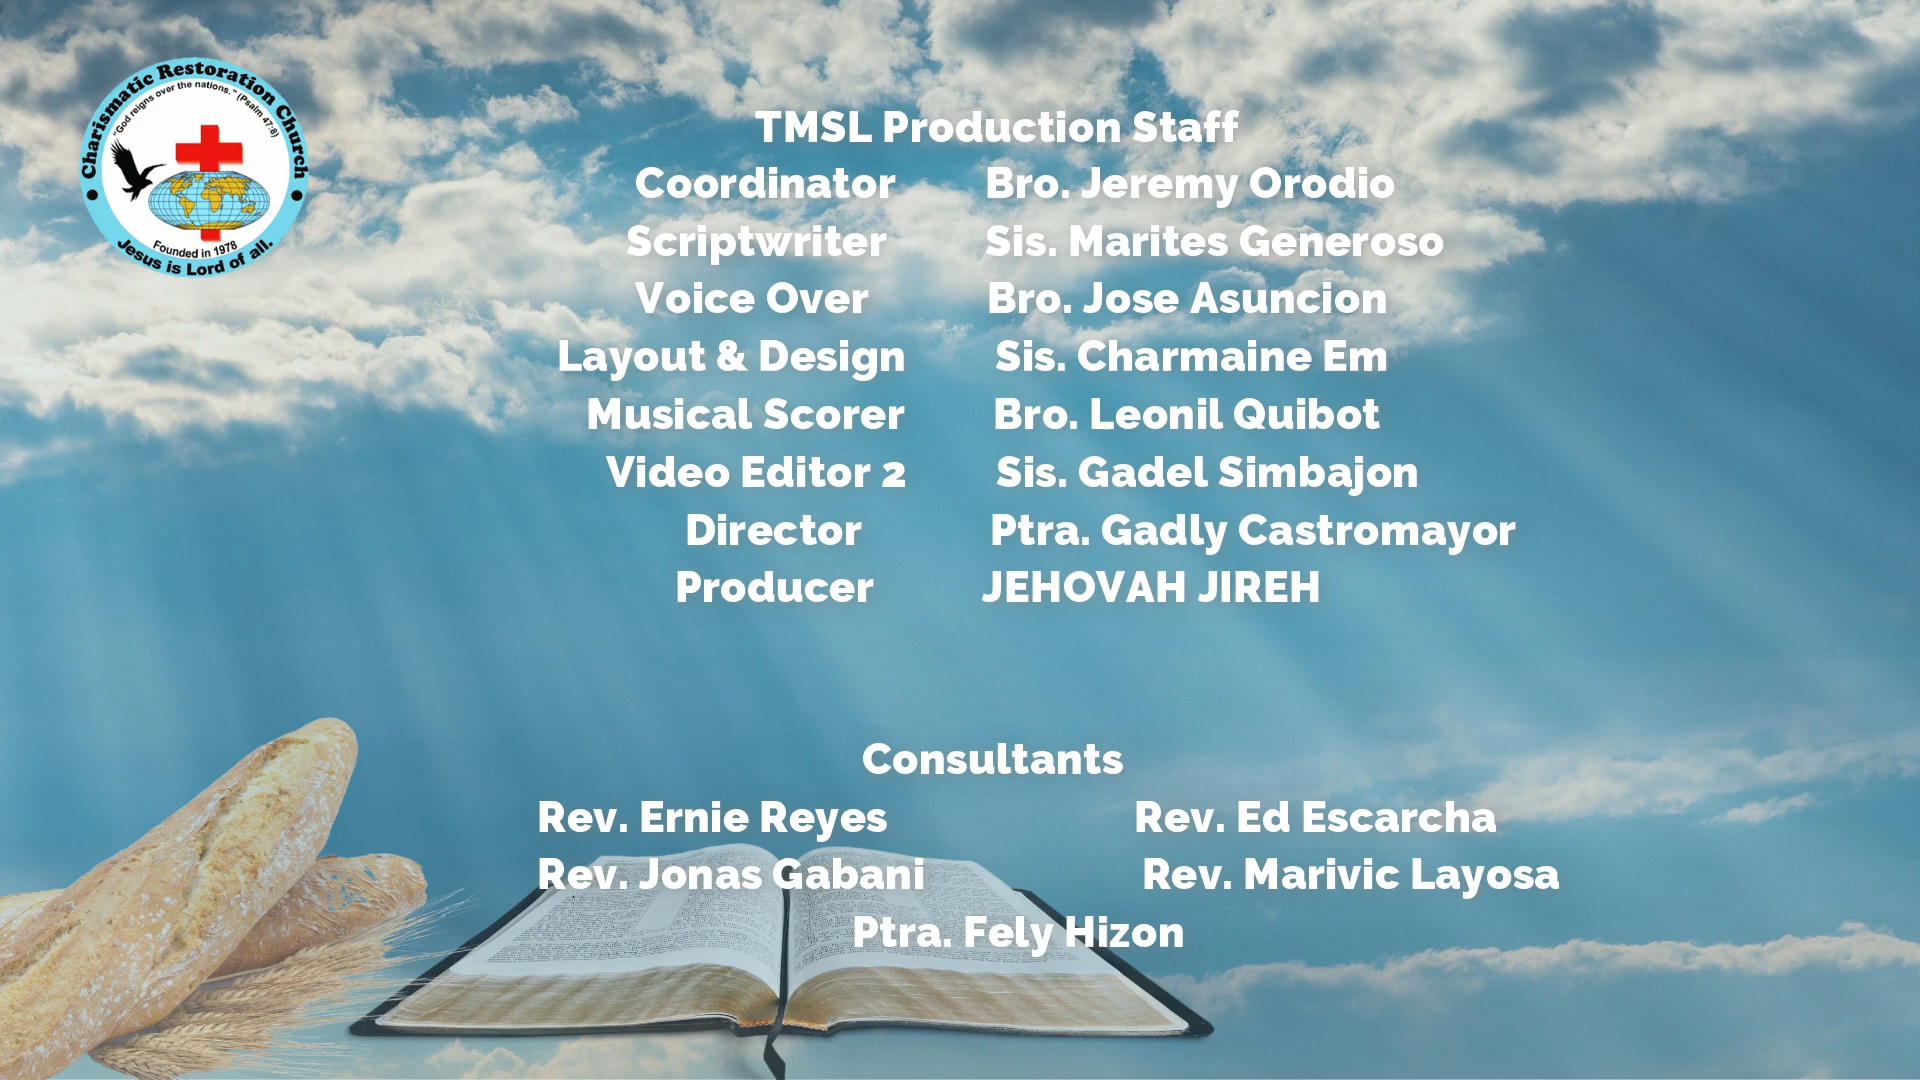 Charismatic Restoration Church
"God reigns over the nations." (Psalm 47:8)
Founded in 1978
Jesus is Lord of all.
TMSL Production Staff
Coordinator Bro. Jeremy Orodio
Scriptwriter Sis. Marites Generoso
Voice Over Bro. Jose Asuncion
Layout & Design Sis. Charmaine Em
Musical Scorer Bro. Leonil Quibot
Video Editor 2 Sis. Gadel Simbajon
Director Ptra. Gadly Castromayor
Producer JEHOVAH JIREH
Consultants
Rev. Ernie Reyes Rev. Ed Escarcha
Rev. Jonas Gabani Rev. Marivic Layosa
Ptra. Fely Hizon